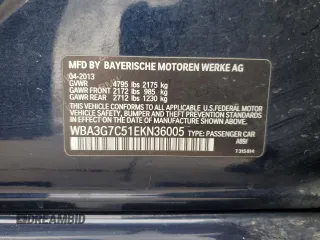 MFD BY BAYERISCHE MOTOREN WERKE AG
04-2013
GVWR 4795 lbs 2175 kg
GAWR FRONT 2172 lbs 985 kg
GAWR REAR 2712 lbs 1230 kg
THIS VEHICLE CONFORMS TO ALL APPLICABLE
FEDERAL MOTOR VEHICLE SAFETY, BUMPER,
AND THEFT PREVENTION STANDARDS IN EFFECT
ON THE DATE OF MANUFACTURE SHOWN ABOVE.
WBA3G7C51EKN36005 TYPE: PASSENGER CAR
A89/
DREAMBID